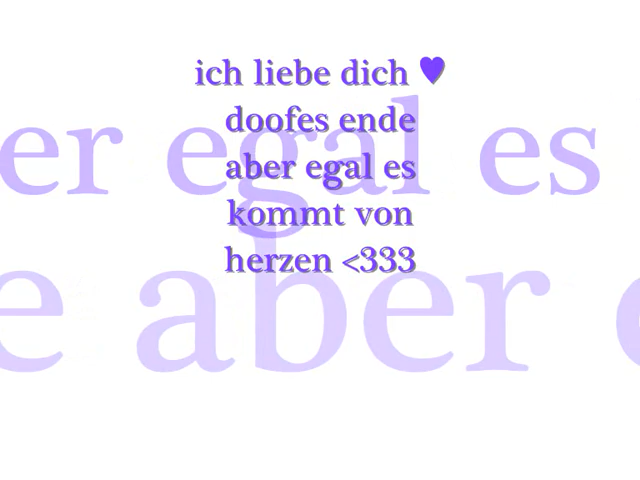 ich liebe dich ♥
doofes ende
aber egal es
kommt von
herzen <333
er egal es
e aber